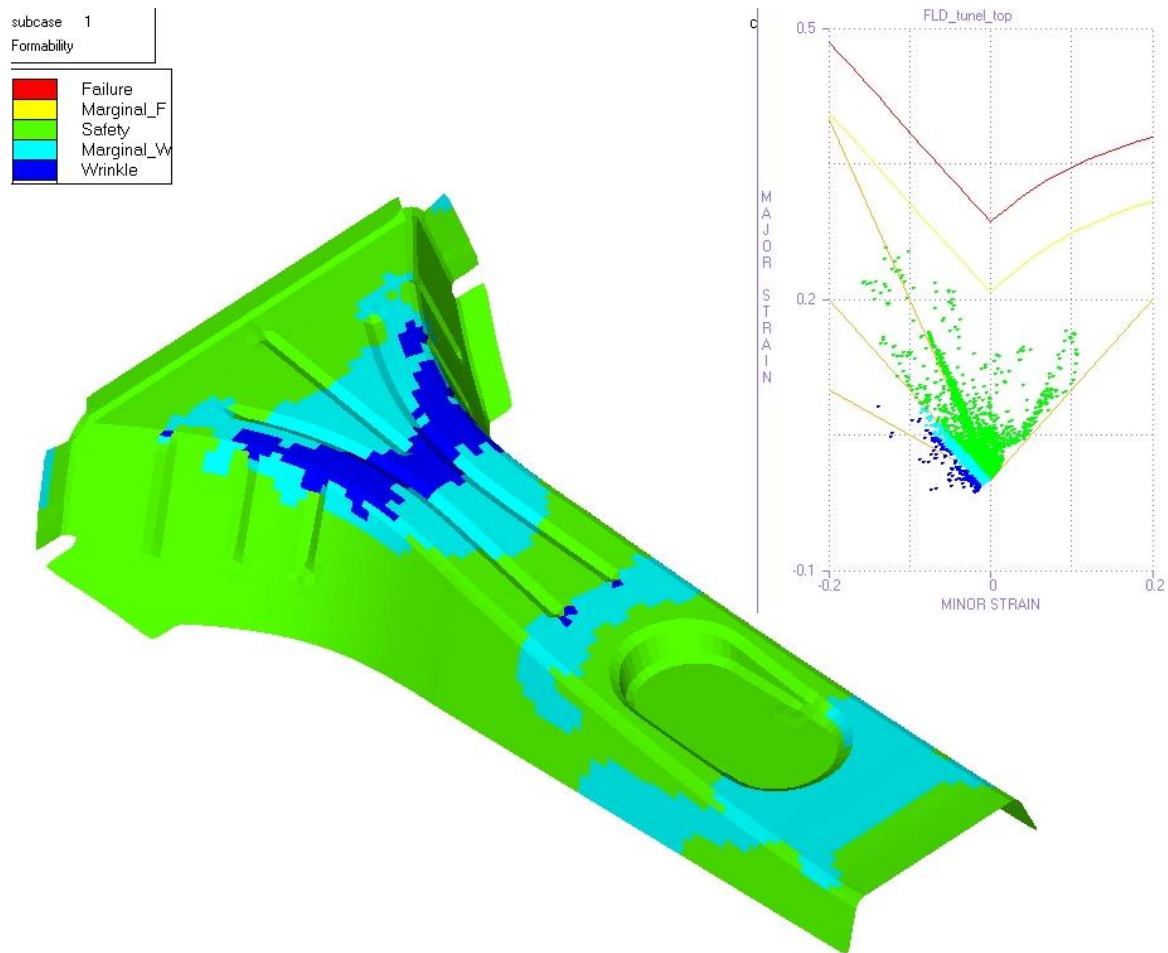 subcase 1
Formability
Failure
Marginal_F
Safety
Marginal_W
Wrinkle
C
FLD_tunel_top
0.5
0.2
-0.1
MAJOR STRAIN
-0.2
0
0.2
MINOR STRAIN